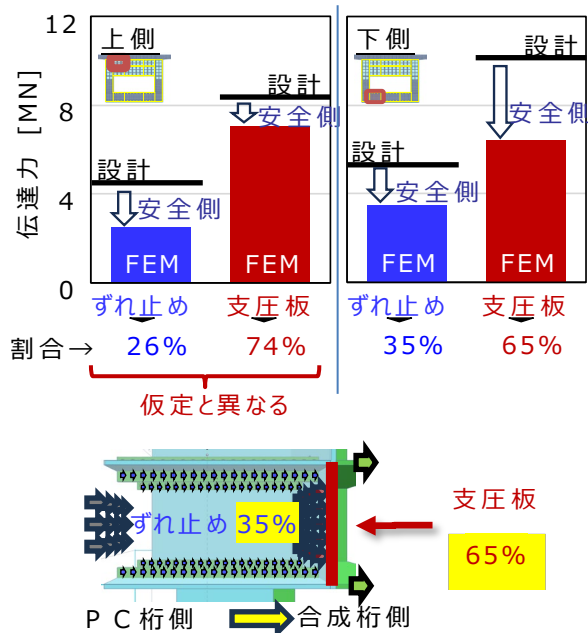 12
上側
下側
設計
設計
8
安全側
安全側
設計
設計
安全側
安全側
4
伝達力 [MN]
FEM
FEM
FEM
FEM
0
ずれ止め 支圧板
ずれ止め 支圧板
割合→ 26% 74% 35% 65%
仮定と異なる
支圧板
ずれ止め 35%
65%
PC桁側
合成桁側